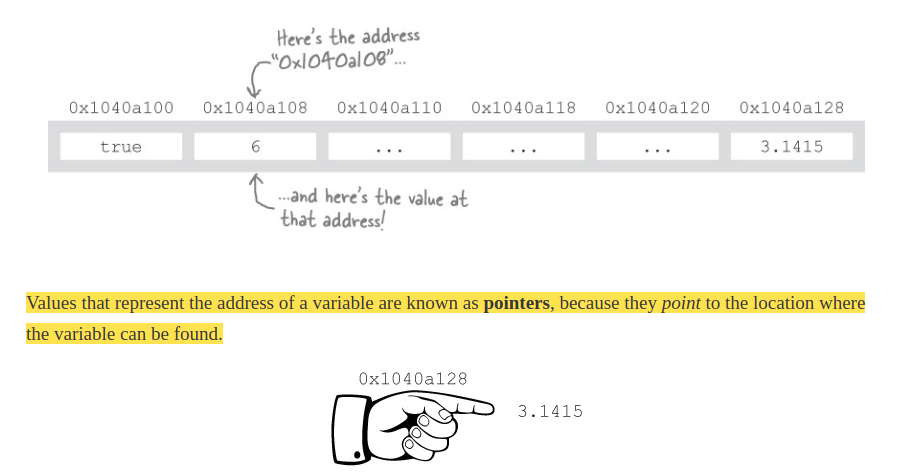 Here's the address
"0x1040a108"...
0x1040a100 0x1040a108 0x1040a110 0x1040a118 0x1040a120 0x1040a128
true 6 ... ... ... 3.1415
...and here's the value at
that address!
Values that represent the address of a variable are known as pointers, because they point to the location where
the variable can be found.
0x1040a128
3.1415